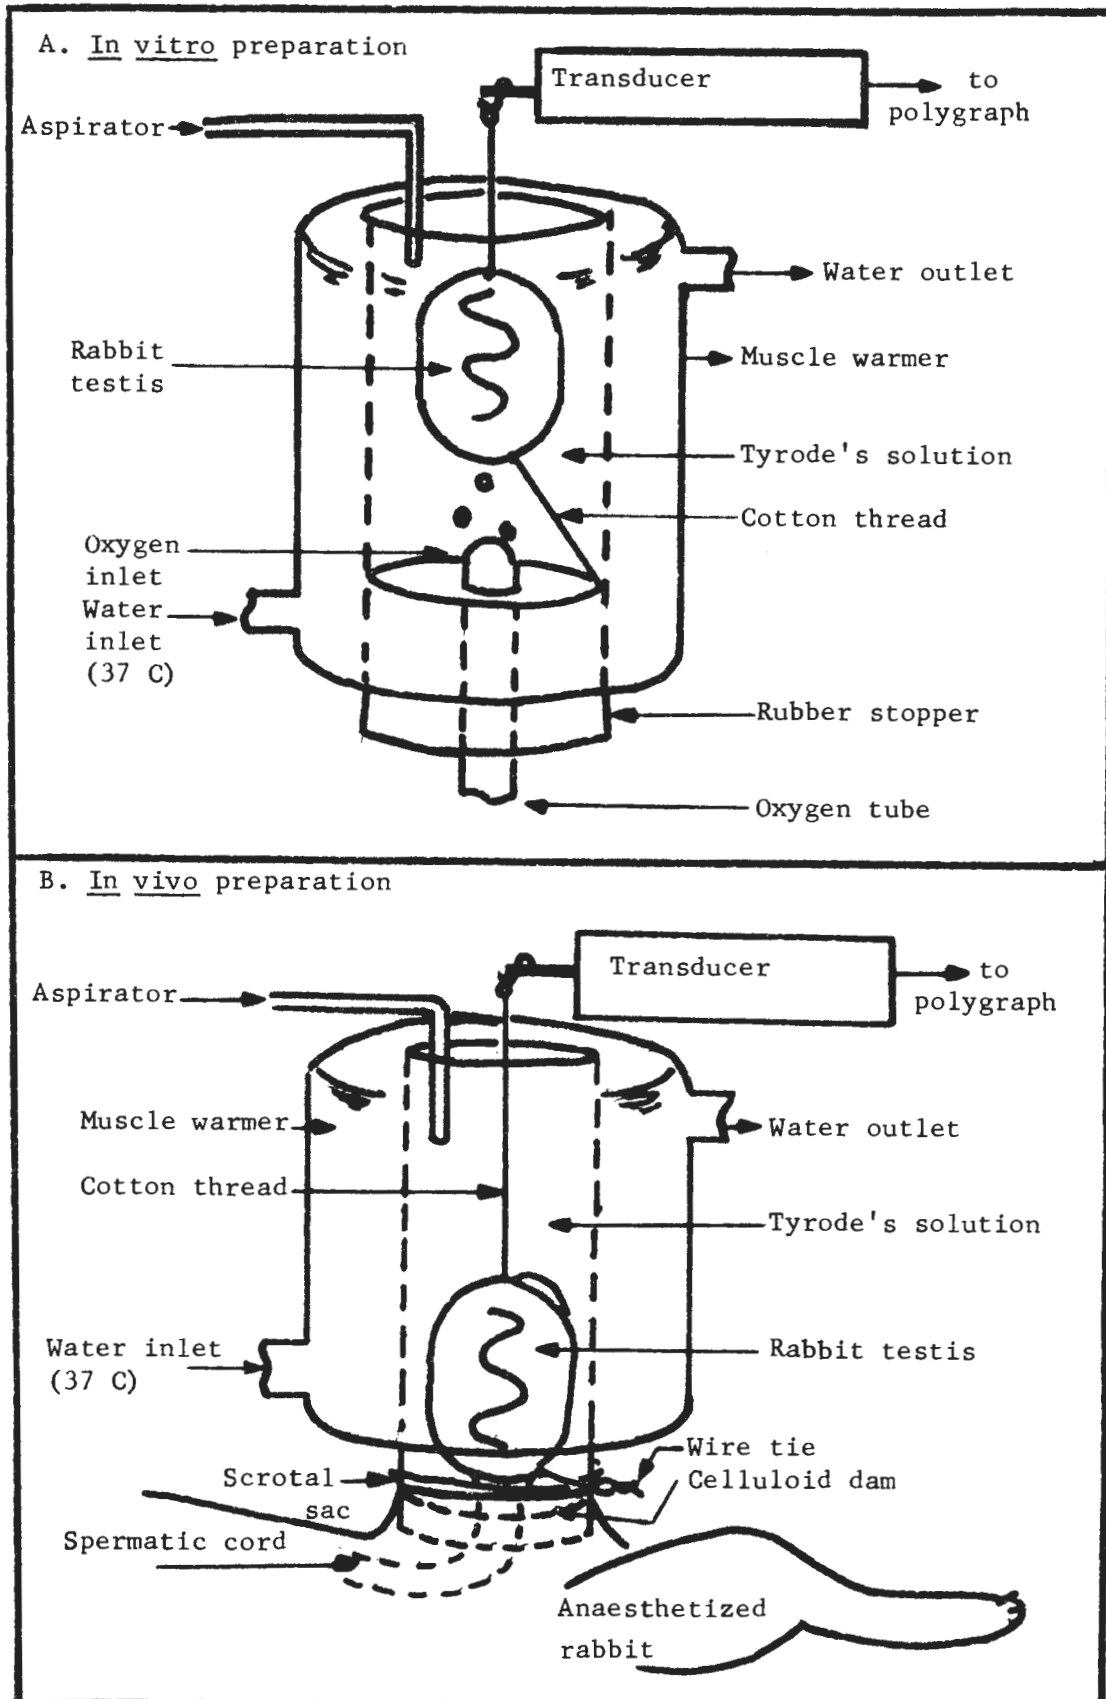 A. In vitro preparation
Transducer
to
polygraph
Aspirator
Water outlet
Rabbit
testis
Muscle warmer
Tyrode's solution
Cotton thread
Oxygen
inlet
Water
inlet
(37 C)
Rubber stopper
Oxygen tube
B. In vivo preparation
Transducer
to
polygraph
Aspirator
Muscle warmer
Water outlet
Cotton thread
Tyrode's solution
Water inlet
(37 C)
Rabbit testis
Wire tie
Scrotal
sac
Celluloid dam
Spermatic cord
Anaesthetized
rabbit